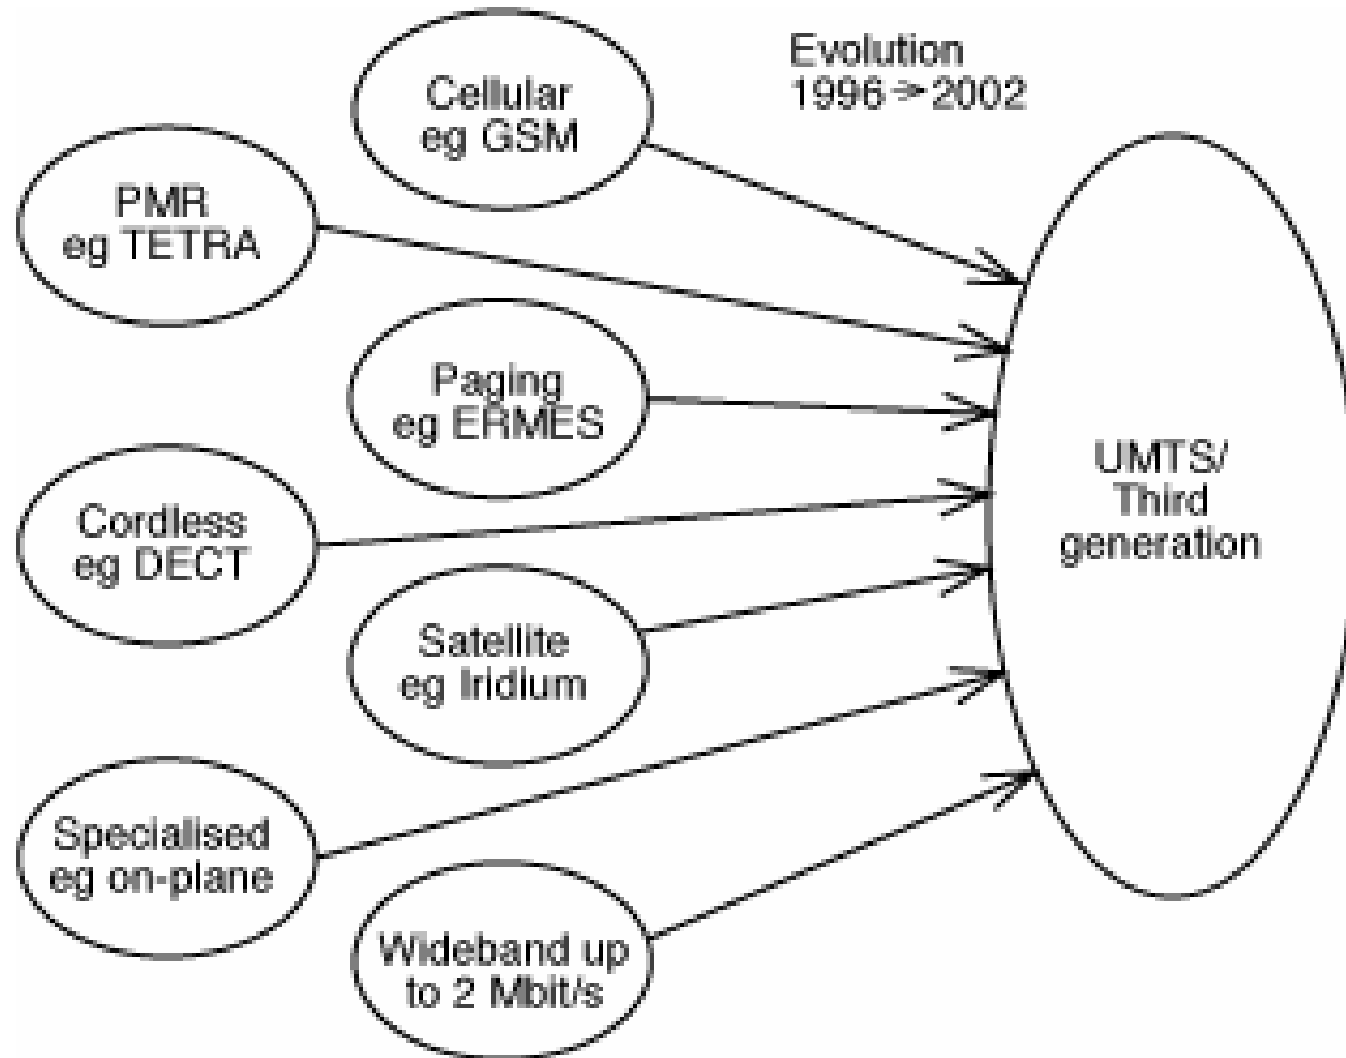 Evolution
1996 → 2002
Cellular
eg GSM
PMR
eg TETRA
Paging
eg ERMES
UMTS/
Third
generation
Cordless
eg DECT
Satellite
eg Iridium
Specialised
eg on-plane
Wideband up
to 2 Mbit/s